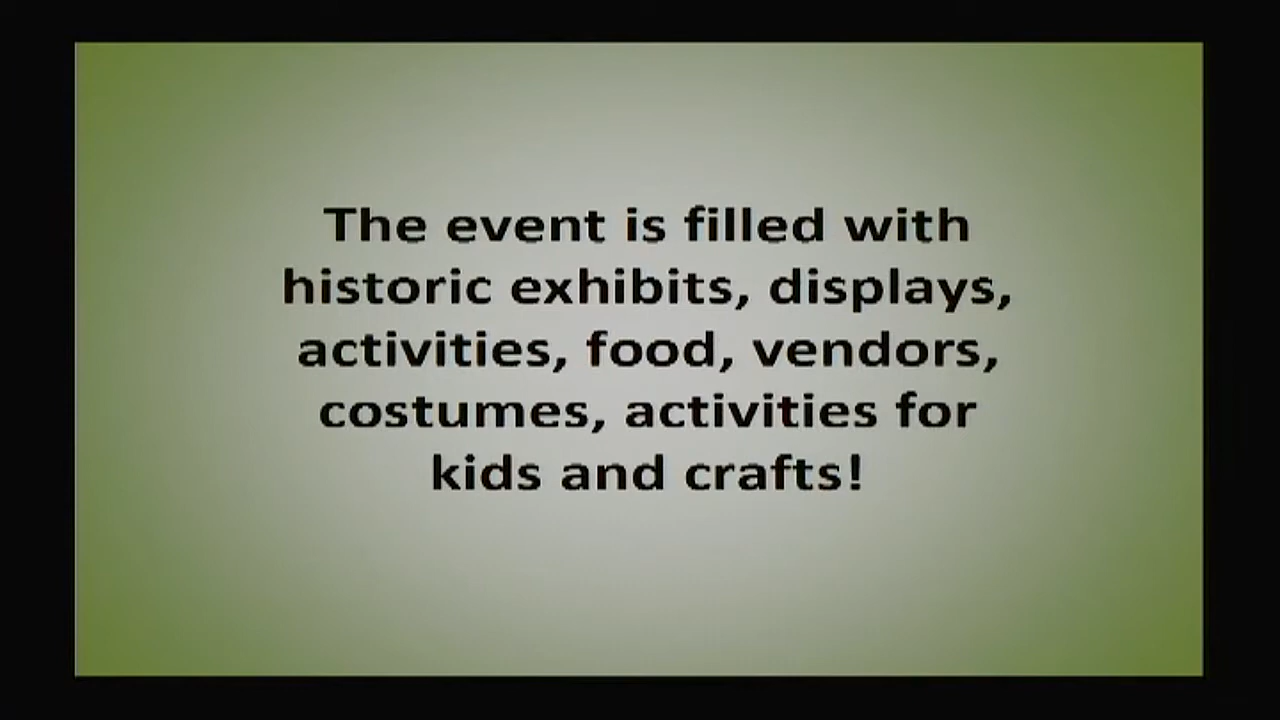 The event is filled with
historic exhibits, displays,
activities, food, vendors,
costumes, activities for
kids and crafts!